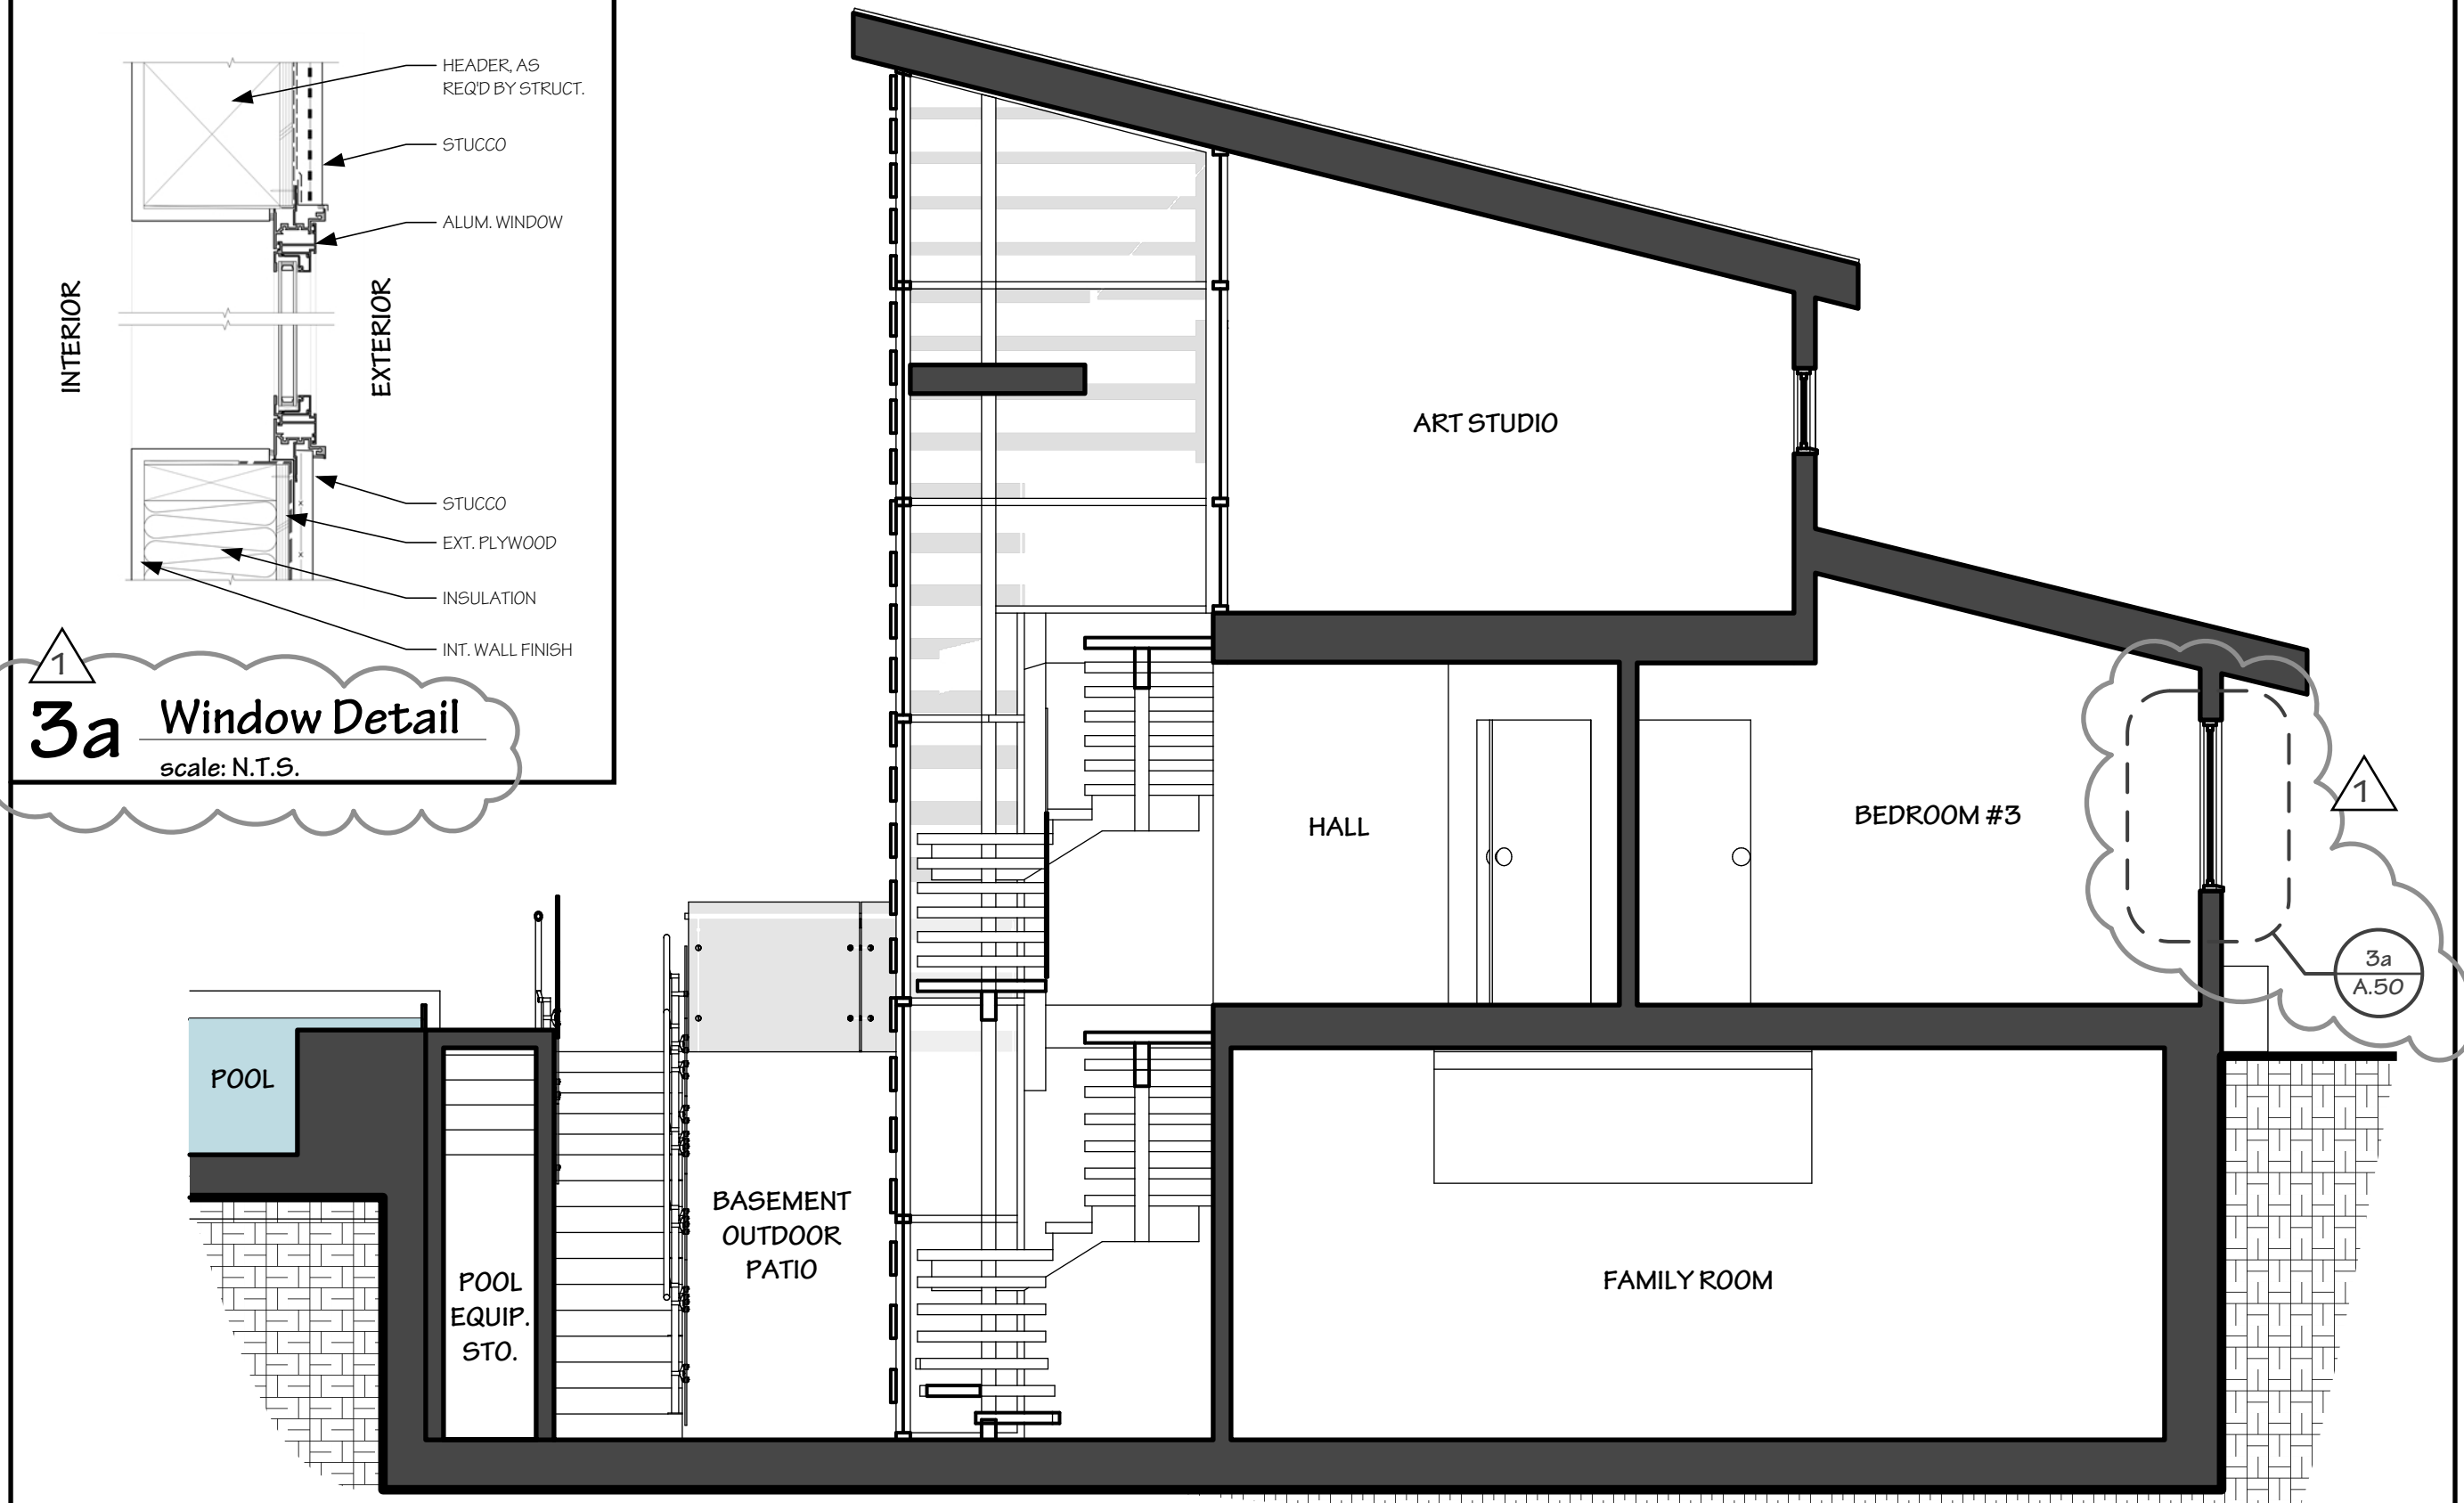 HEADER, AS
REQ'D BY STRUCT.
STUCCO
ALUM. WINDOW
INTERIOR
EXTERIOR
STUCCO
EXT. PLYWOOD
INSULATION
INT. WALL FINISH
1
3a Window Detail
scale: N.T.S.
ART STUDIO
HALL
BEDROOM #3
1
3a
A.50
POOL
POOL
EQUIP.
STO.
BASEMENT
OUTDOOR
PATIO
FAMILY ROOM